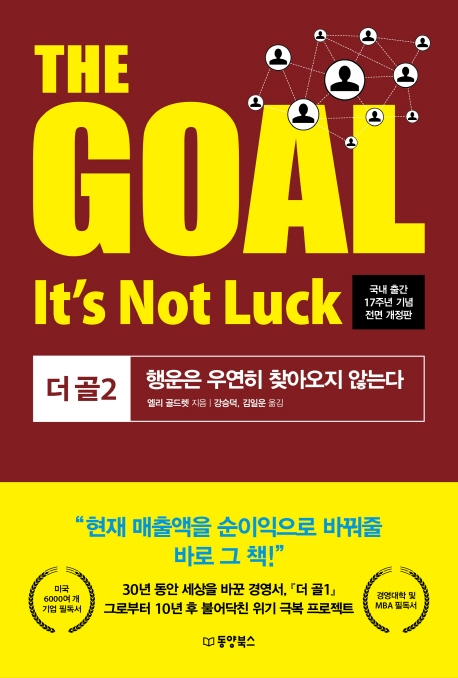 THE
GOAL
It's Not Luck
국내 출간
17주년 기념
전면 개정판
더 골2
행운은 우연히 찾아오지 않는다
엘리 골드렛 지음 | 강승덕, 김일운 옮김
“현재 매출액을 순이익으로 바꿔줄
바로 그 책!”
미국
6000여 개
기업 필독서
30년 동안 세상을 바꾼 경영서, 『더 골1』
그로부터 10년 후 불어닥친 위기 극복 프로젝트
경영대학 및
MBA 필독서
동양북스